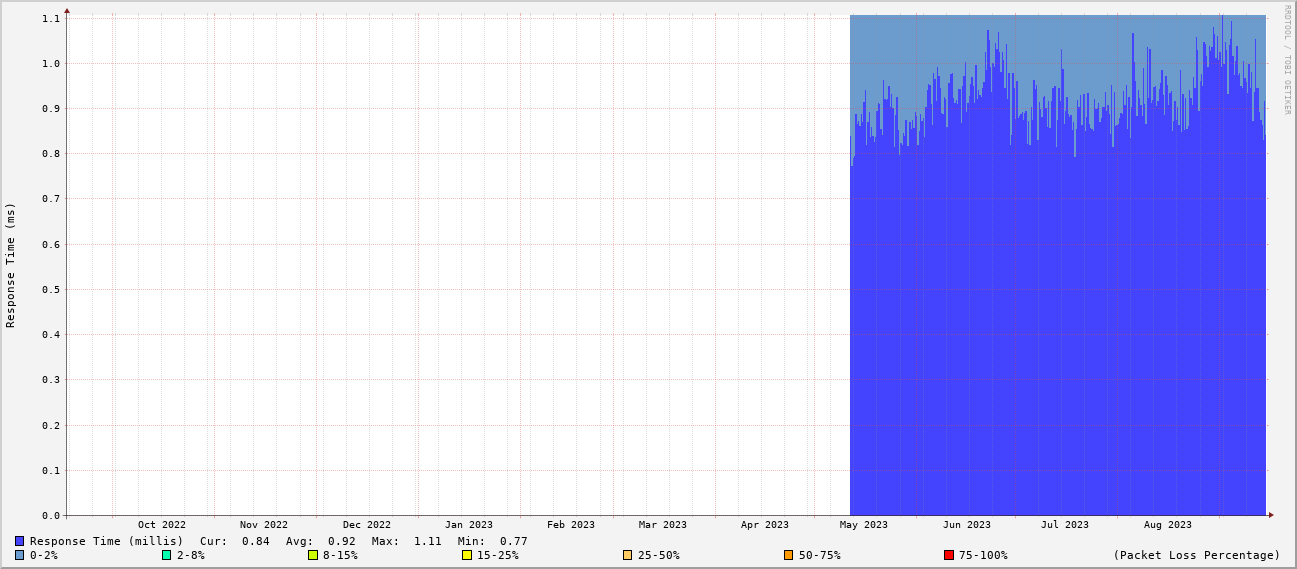 1.1
1.0
0.9
0.8
0.7
0.6
0.5
0.4
0.3
0.2
0.1
0.0
Response Time (ms)
RRDTOOL / TOBI OETIKER
Oct 2022 Nov 2022 Dec 2022 Jan 2023 Feb 2023 Mar 2023 Apr 2023 May 2023 Jun 2023 Jul 2023 Aug 2023
Response Time (millis) Cur: 0.84 Avg: 0.92 Max: 1.11 Min: 0.77
0-2% 2-8% 8-15% 15-25% 25-50% 50-75% 75-100% (Packet Loss Percentage)